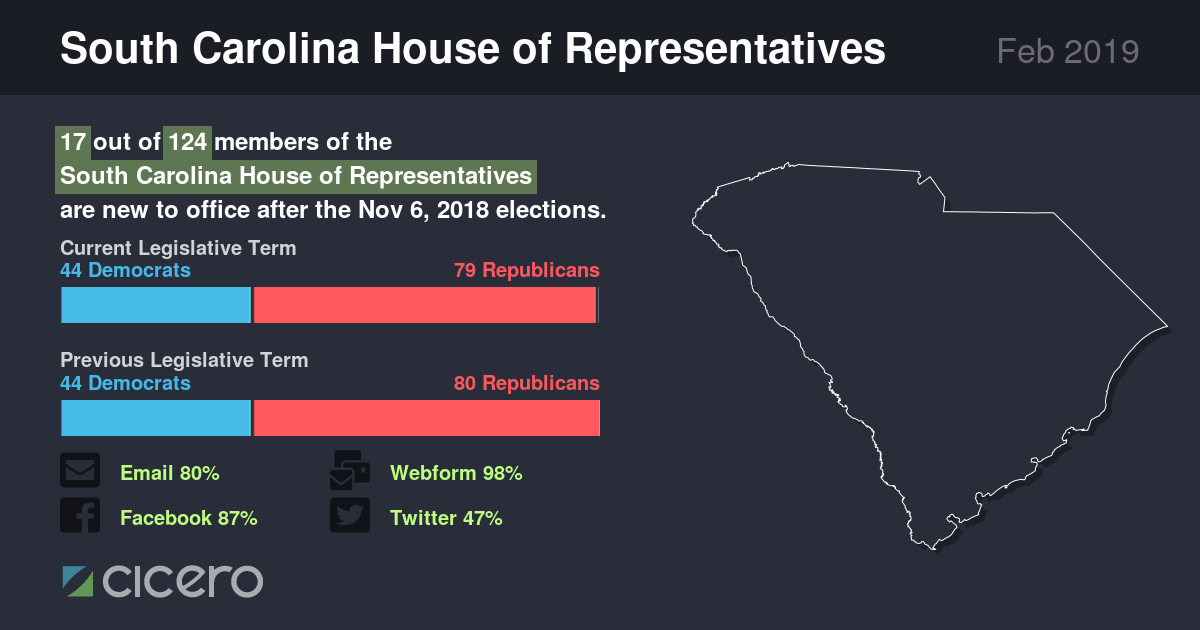 South Carolina House of Representatives
Feb 2019
17 out of 124 members of the
South Carolina House of Representatives
are new to office after the Nov 6, 2018 elections.
Current Legislative Term
44 Democrats 79 Republicans
Previous Legislative Term
44 Democrats 80 Republicans
Email 80% Webform 98%
Facebook 87% Twitter 47%
cicero